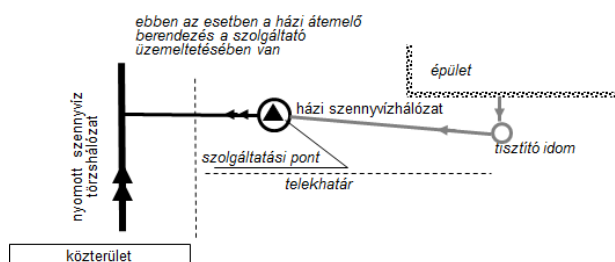 ebben az esetben a házi átemelő
berendezés a szolgáltató
üzemeltetésében van
épület
házi szennyvízhálózat
tisztító idom
nyomott szennyvíz
törzshálózat
szolgáltatási pont
telekhatár
közterület